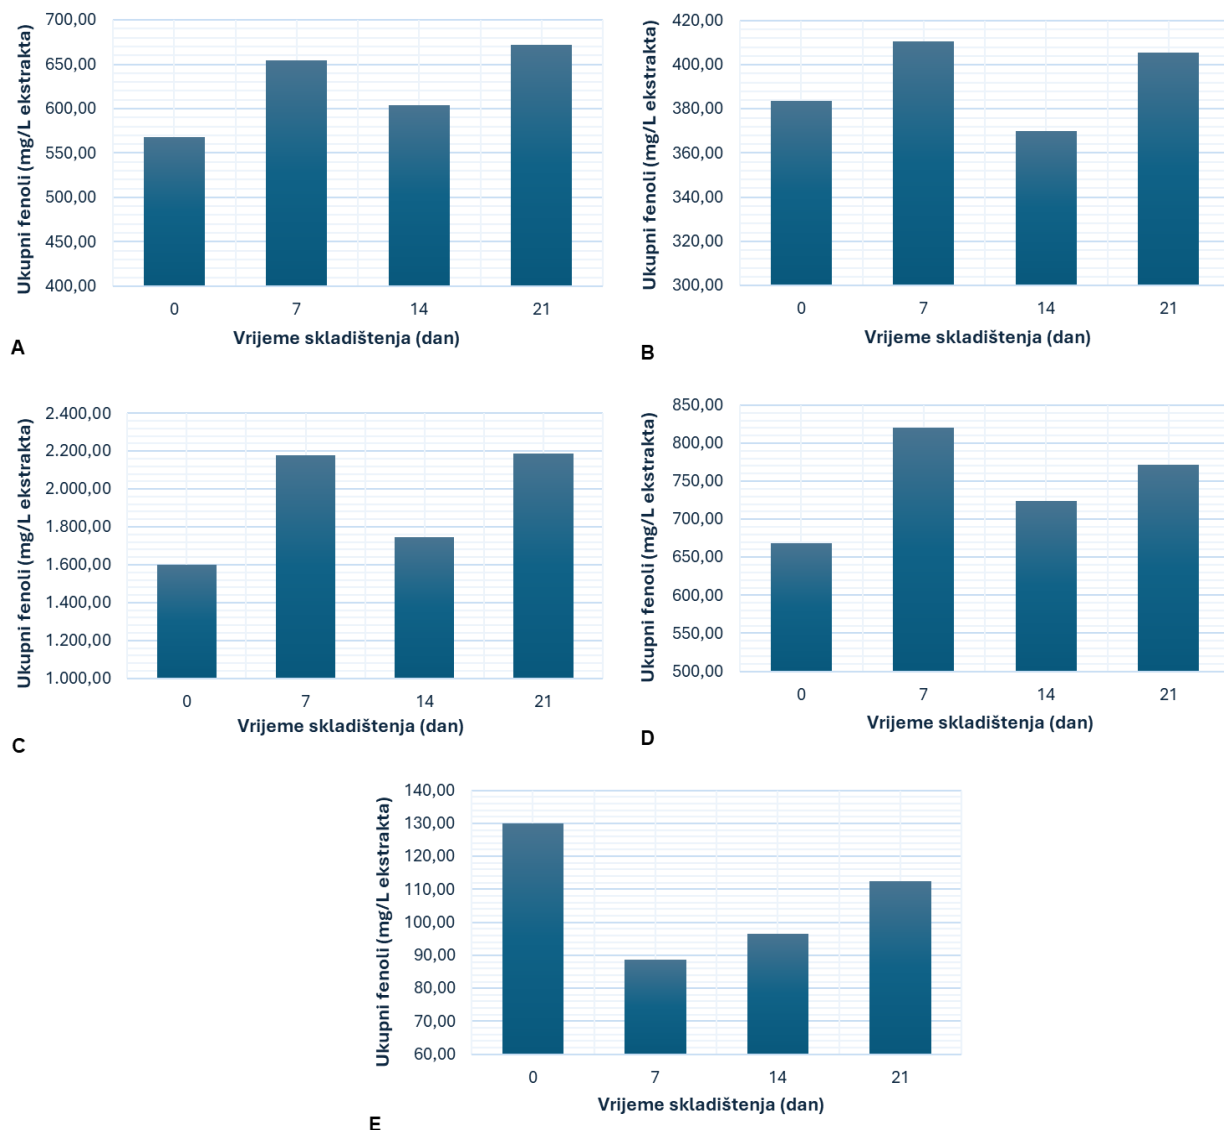 Ukupni fenoli (mg/L ekstrakta)
700,00
650,00
600,00
550,00
500,00
450,00
400,00
0 7 14 21
Vrijeme skladištenja (dan)
A
Ukupni fenoli (mg/L ekstrakta)
420,00
400,00
380,00
360,00
340,00
320,00
300,00
0 7 14 21
Vrijeme skladištenja (dan)
B
Ukupni fenoli (mg/L ekstrakta)
2.400,00
2.200,00
2.000,00
1.800,00
1.600,00
1.400,00
1.200,00
1.000,00
0 7 14 21
Vrijeme skladištenja (dan)
C
Ukupni fenoli (mg/L ekstrakta)
850,00
800,00
750,00
700,00
650,00
600,00
550,00
500,00
0 7 14 21
Vrijeme skladištenja (dan)
D
Ukupni fenoli (mg/L ekstrakta)
140,00
130,00
120,00
110,00
100,00
90,00
80,00
70,00
60,00
0 7 14 21
Vrijeme skladištenja (dan)
E